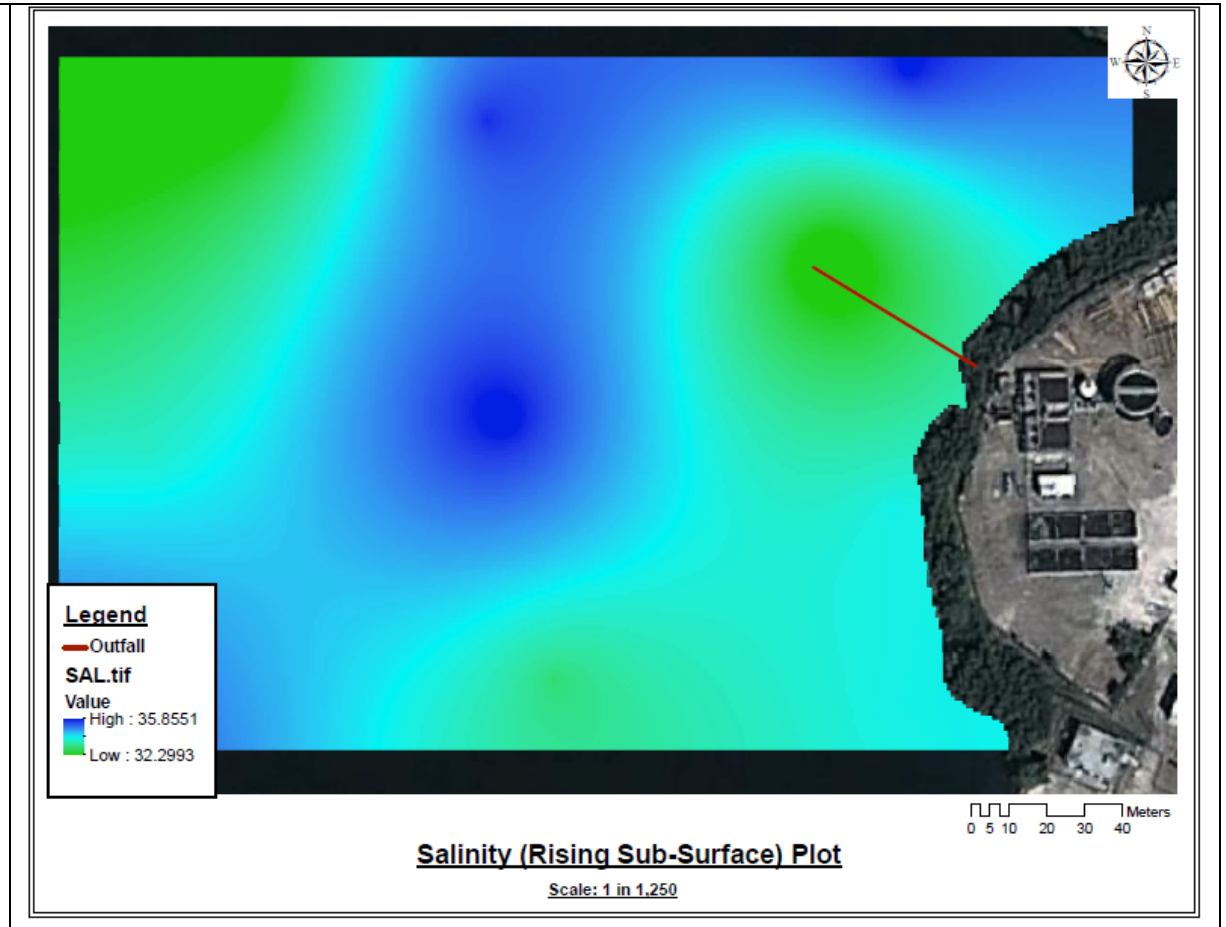 N
W E
S
Legend
Outfall
SAL.tif
Value
High : 35.8551
Low : 32.2993
Meters
0 5 10 20 30 40
Salinity (Rising Sub-Surface) Plot
Scale: 1 in 1,250